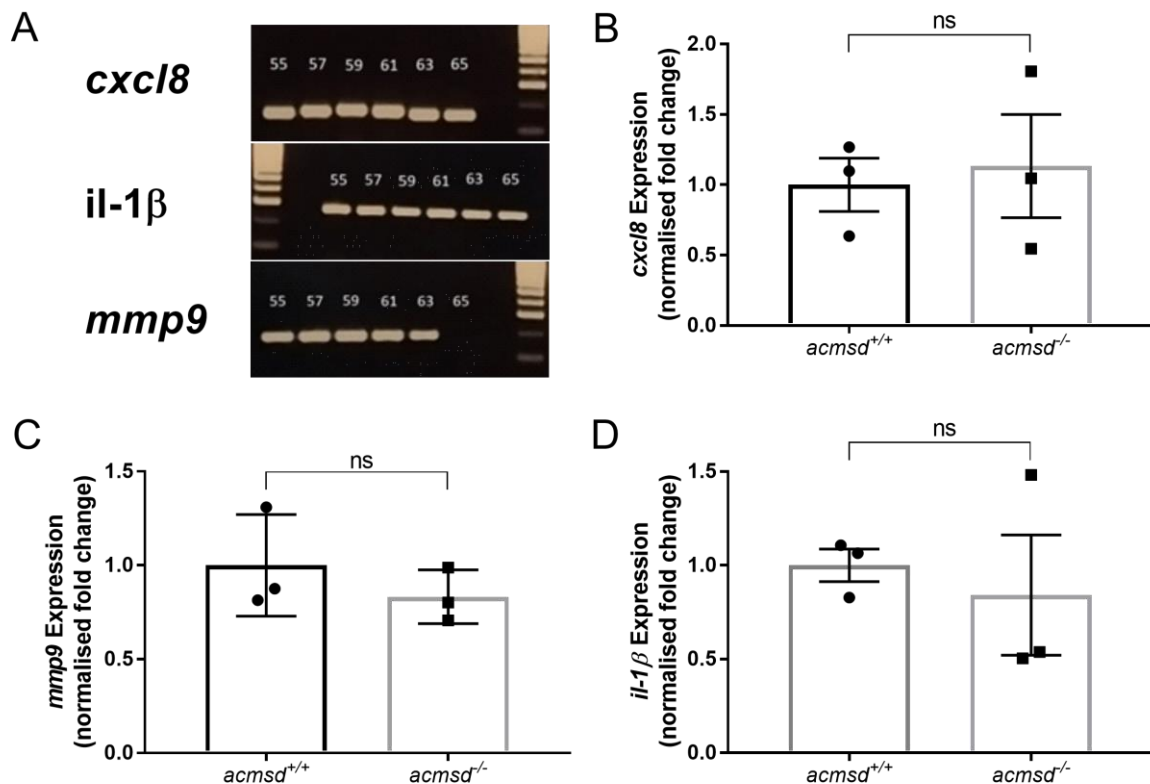 A
cxcl8
55 57 59 61 63 65
il-1β
55 57 59 61 63 65
mmp9
55 57 59 61 63 65
B
ns
cxcl8 Expression
(normalised fold change)
2.0
1.5
1.0
0.5
0.0
acmsd+/+ acmsd-/-
C
ns
mmp9 Expression
(normalised fold change)
1.5
1.0
0.5
0.0
acmsd+/+ acmsd-/-
D
ns
il-1β Expression
(normalised fold change)
1.5
1.0
0.5
0.0
acmsd+/+ acmsd-/-